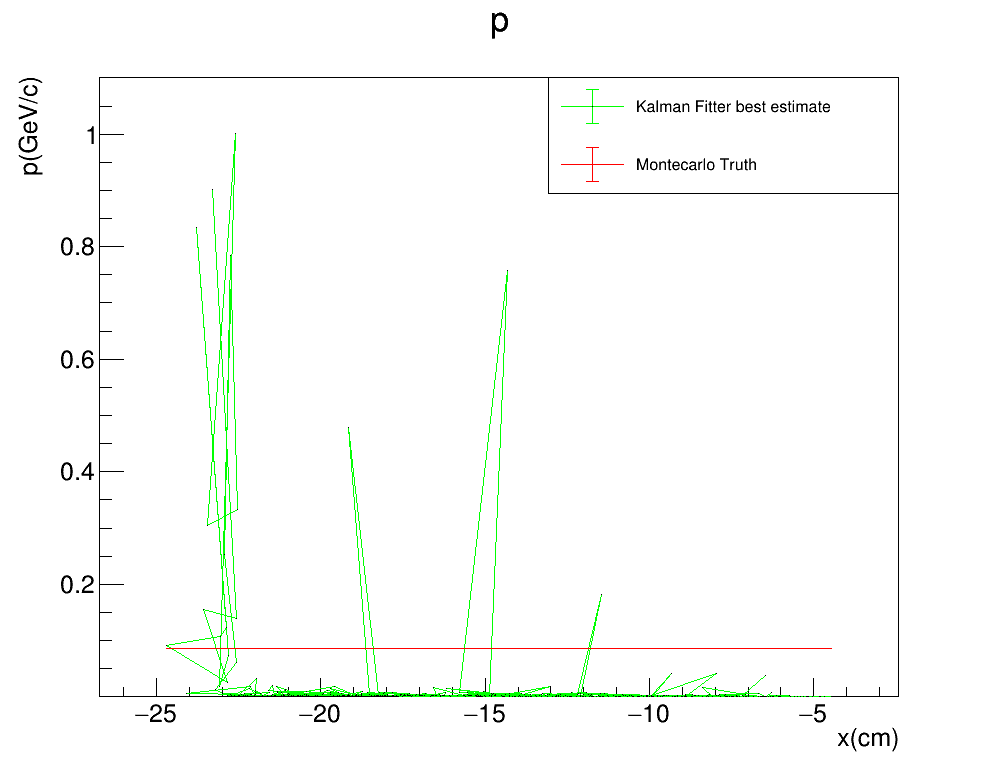 p
p(GeV/c)
Kalman Fitter best estimate
Montecarlo Truth
1
0.8
0.6
0.4
0.2
−25
−20
−15
−10
−5
x(cm)